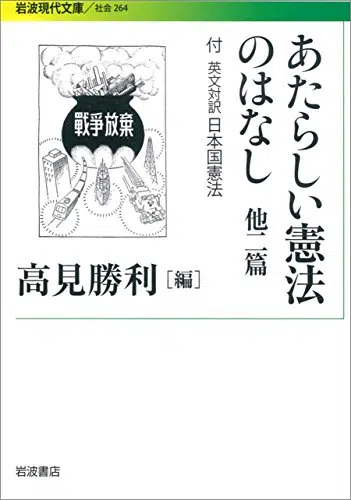 岩波現代文庫／社会 264
あたらしい憲法
のはなし 他二篇
付 英文対訳 日本国憲法
戰爭放棄
高見勝利［編］
岩波書店